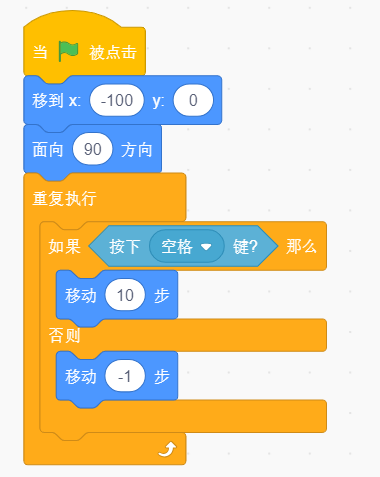 当 被点击
移到 x: -100 y: 0
面向 90 方向
重复执行
如果 按下 空格 键? 那么
移动 10 步
否则
移动 -1 步